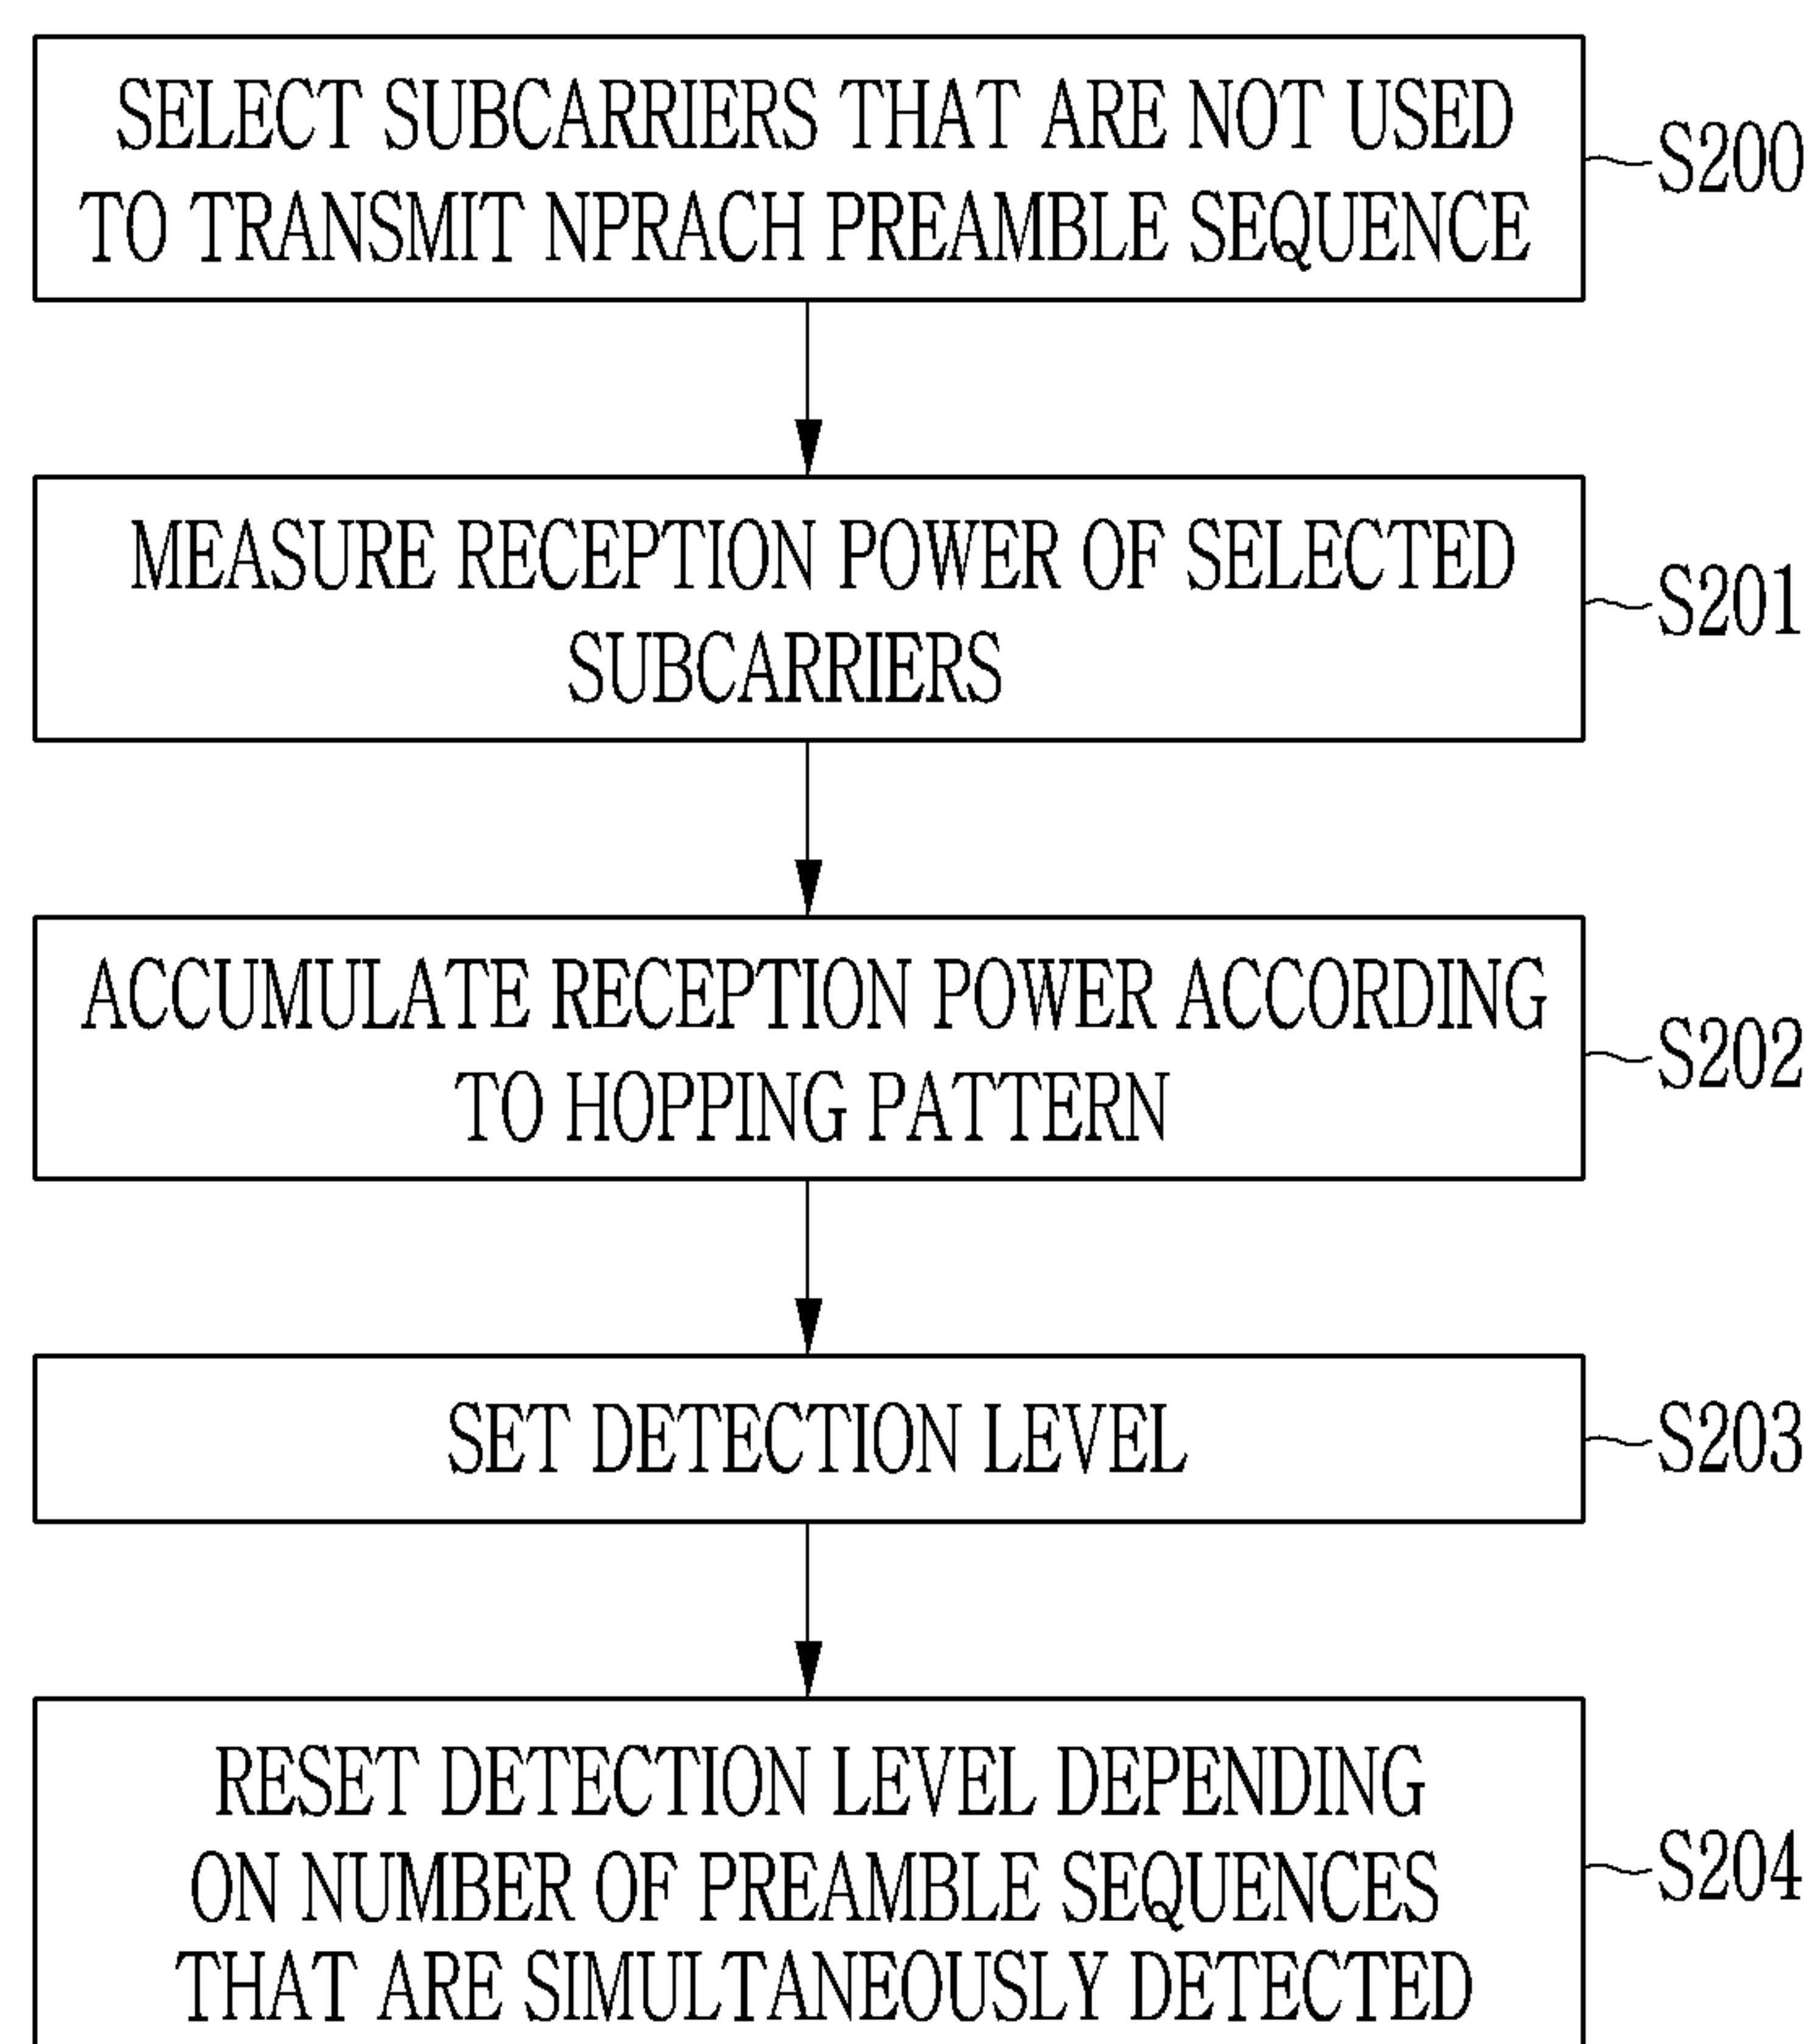 SELECT SUBCARRIERS THAT ARE NOT USED
TO TRANSMIT NPRACH PREAMBLE SEQUENCE
S200
MEASURE RECEPTION POWER OF SELECTED
SUBCARRIERS
S201
ACCUMULATE RECEPTION POWER ACCORDING
TO HOPPING PATTERN
S202
SET DETECTION LEVEL
S203
RESET DETECTION LEVEL DEPENDING
ON NUMBER OF PREAMBLE SEQUENCES
THAT ARE SIMULTANEOUSLY DETECTED
S204